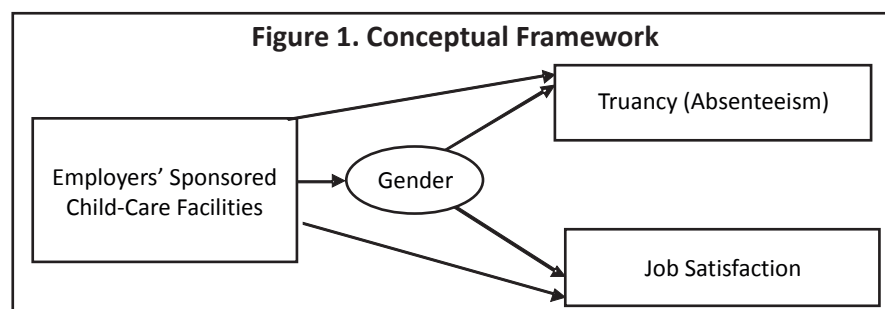 Figure 1. Conceptual Framework
Truancy (Absenteeism)
Employers’ Sponsored
Child-Care Facilities
Gender
Job Satisfaction